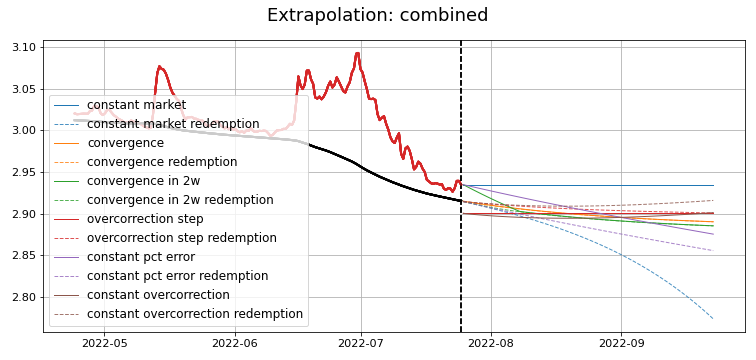 Extrapolation: combined
3.10
3.05
3.00
2.95
2.90
2.85
2.80
constant market
constant market redemption
convergence
convergence redemption
convergence in 2w
convergence in 2w redemption
overcorrection step
overcorrection step redemption
constant pct error
constant pct error redemption
constant overcorrection
constant overcorrection redemption
2022-05 2022-06 2022-07 2022-08 2022-09